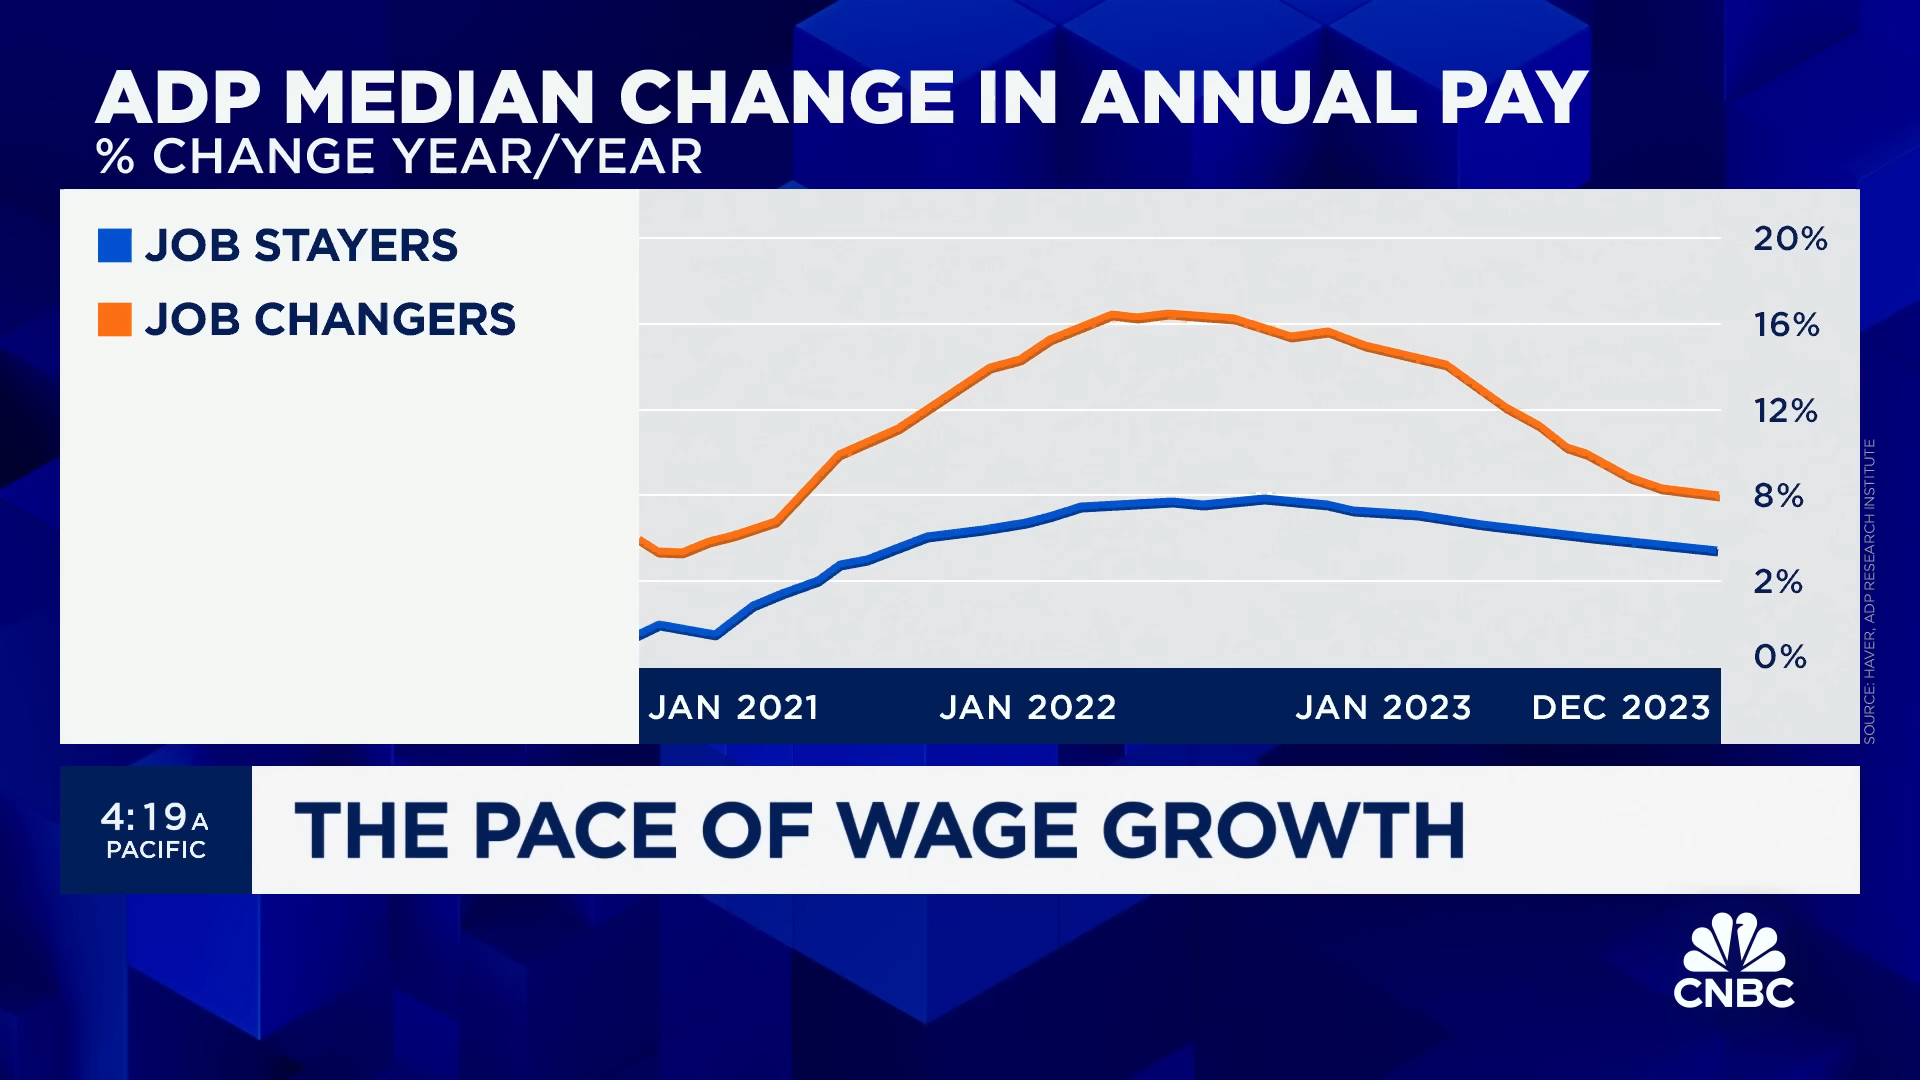 ADP MEDIAN CHANGE IN ANNUAL PAY
% CHANGE YEAR/YEAR
JOB STAYERS
JOB CHANGERS
20%
16%
12%
8%
2%
0%
JAN 2021 JAN 2022 JAN 2023 DEC 2023
SOURCE: HAVER, ADP RESEARCH INSTITUTE
4:19A
PACIFIC
THE PACE OF WAGE GROWTH
CNBC